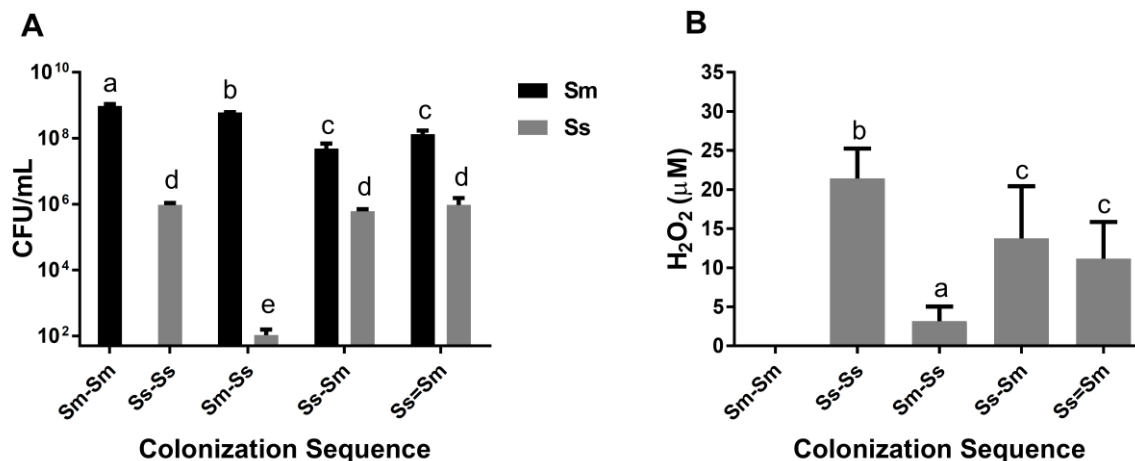 A
CFU/mL
10¹⁰
10⁸
10⁶
10⁴
10²
a
b
c
c
d
d
d
e
Sm
Ss
Sm-Sm
Ss-Ss
Sm-Ss
Ss-Sm
Ss=Sm
Colonization Sequence
B
H₂O₂ (μM)
35
30
25
20
15
10
5
0
b
a
c
c
Sm-Sm
Ss-Ss
Sm-Ss
Ss-Sm
Ss=Sm
Colonization Sequence